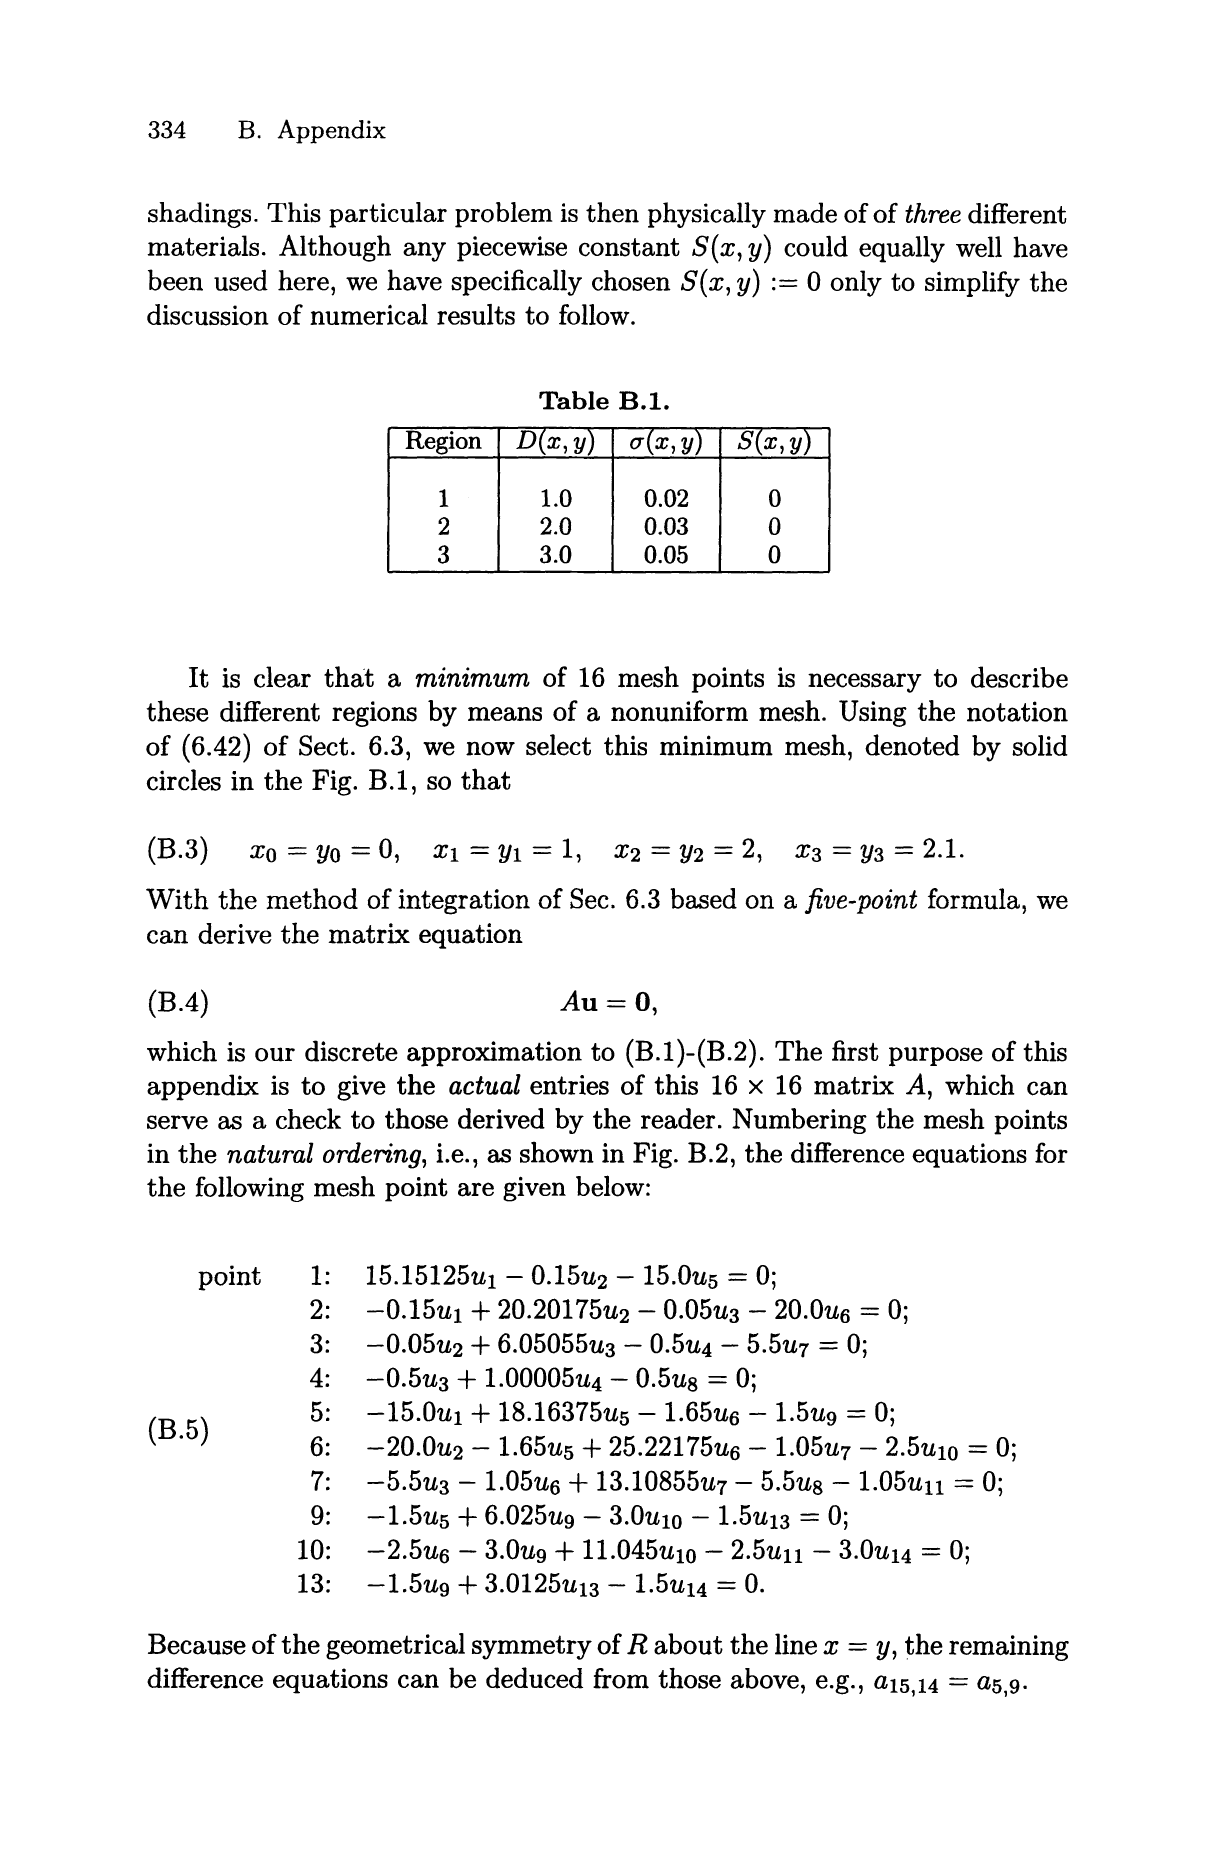 334 B. Appendix
shadings. This particular problem is then physically made of of three different
materials. Although any piecewise constant S(x, y) could equally well have
been used here, we have specifically chosen S(x, y) := 0 only to simplify the
discussion of numerical results to follow.
Table B.1.
Region D(x, y) σ(x, y) S(x, y)
1 1.0 0.02 0
2 2.0 0.03 0
3 3.0 0.05 0
It is clear that a minimum of 16 mesh points is necessary to describe
these different regions by means of a nonuniform mesh. Using the notation
of (6.42) of Sect. 6.3, we now select this minimum mesh, denoted by solid
circles in the Fig. B.1, so that
(B.3) x₀ = y₀ = 0, x₁ = y₁ = 1, x₂ = y₂ = 2, x₃ = y₃ = 2.1.
With the method of integration of Sec. 6.3 based on a five-point formula, we
can derive the matrix equation
(B.4) Au = 0,
which is our discrete approximation to (B.1)-(B.2). The first purpose of this
appendix is to give the actual entries of this 16 × 16 matrix A, which can
serve as a check to those derived by the reader. Numbering the mesh points
in the natural ordering, i.e., as shown in Fig. B.2, the difference equations for
the following mesh point are given below:
point 1: 15.15125u₁ − 0.15u₂ − 15.0u₅ = 0;
2: −0.15u₁ + 20.20175u₂ − 0.05u₃ − 20.0u₆ = 0;
3: −0.05u₂ + 6.05055u₃ − 0.5u₄ − 5.5u₇ = 0;
4: −0.5u₃ + 1.00005u₄ − 0.5u₈ = 0;
(B.5) 5: −15.0u₁ + 18.16375u₅ − 1.65u₆ − 1.5u₉ = 0;
6: −20.0u₂ − 1.65u₅ + 25.22175u₆ − 1.05u₇ − 2.5u₁₀ = 0;
7: −5.5u₃ − 1.05u₆ + 13.10855u₇ − 5.5u₈ − 1.05u₁₁ = 0;
9: −1.5u₅ + 6.025u₉ − 3.0u₁₀ − 1.5u₁₃ = 0;
10: −2.5u₆ − 3.0u₉ + 11.045u₁₀ − 2.5u₁₁ − 3.0u₁₄ = 0;
13: −1.5u₉ + 3.0125u₁₃ − 1.5u₁₄ = 0.
Because of the geometrical symmetry of R about the line x = y, the remaining
difference equations can be deduced from those above, e.g., a₁₅,₁₄ = a₅,₉.